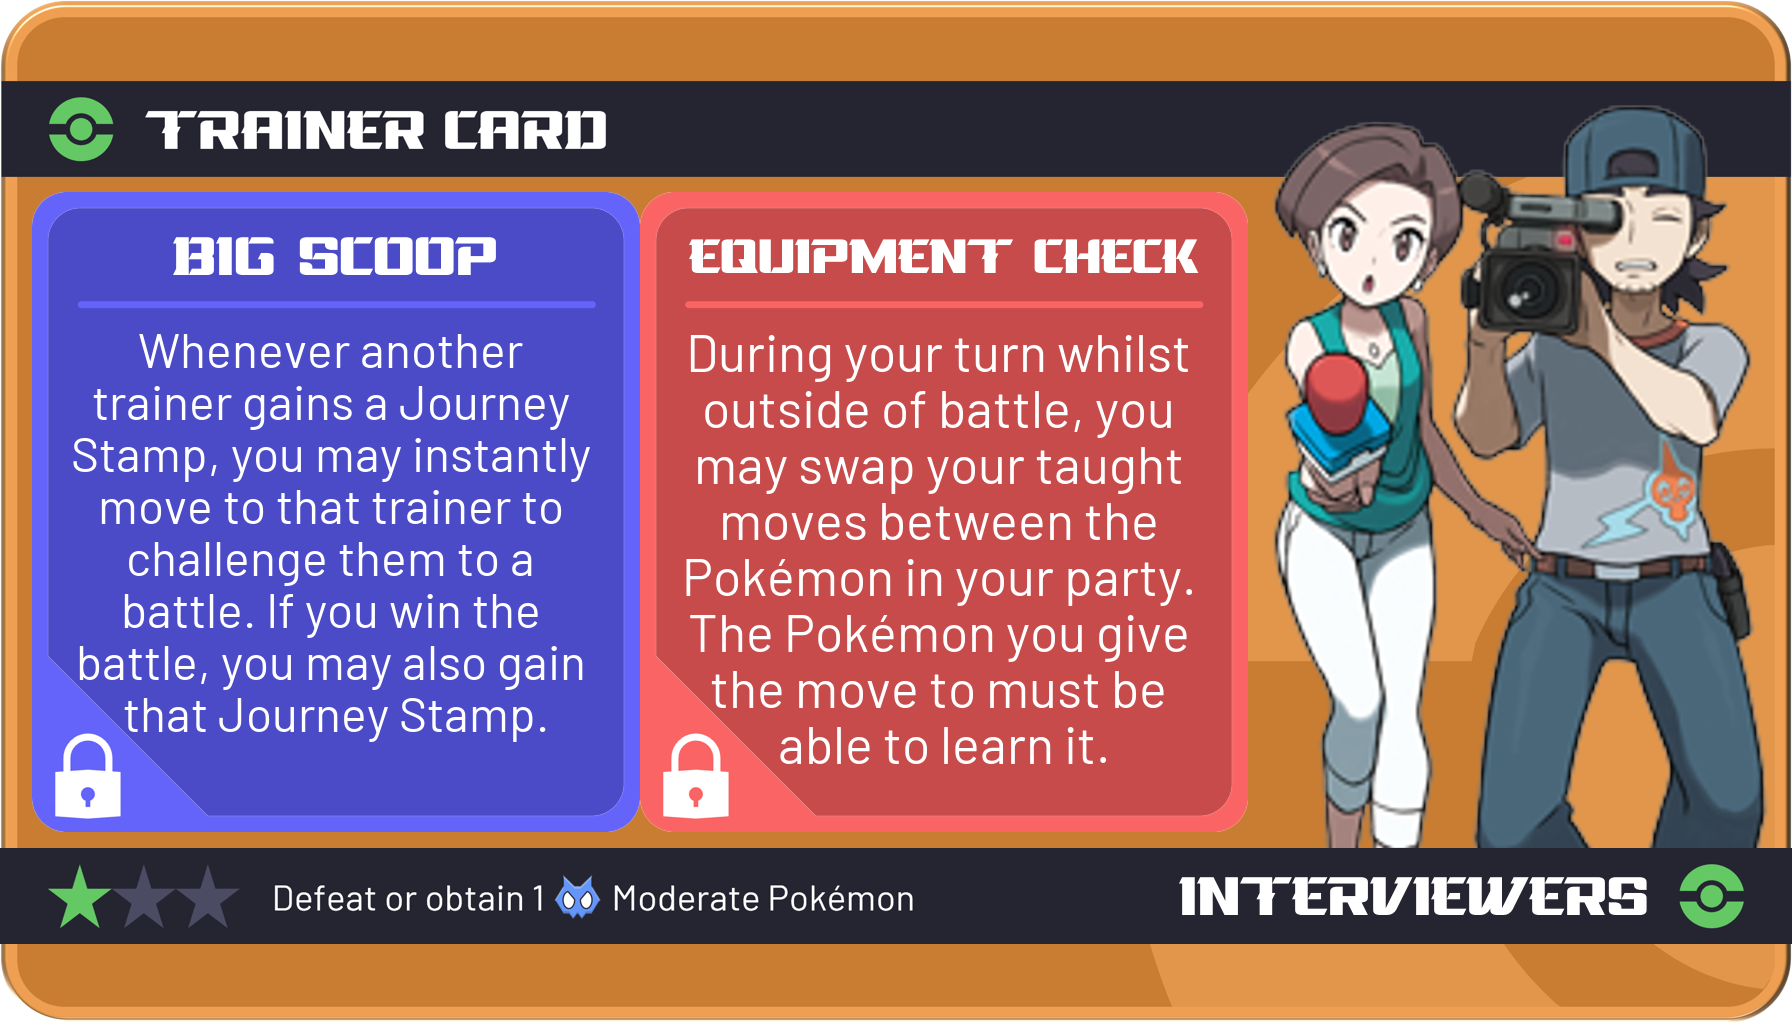 TRAINER CARD
BIG SCOOP
Whenever another
trainer gains a Journey
Stamp, you may instantly
move to that trainer to
challenge them to a
battle. If you win the
battle, you may also gain
that Journey Stamp.
EQUIPMENT CHECK
During your turn whilst
outside of battle, you
may swap your taught
moves between the
Pokémon in your party.
The Pokémon you give
the move to must be
able to learn it.
Defeat or obtain 1 Moderate Pokémon
INTERVIEWERS